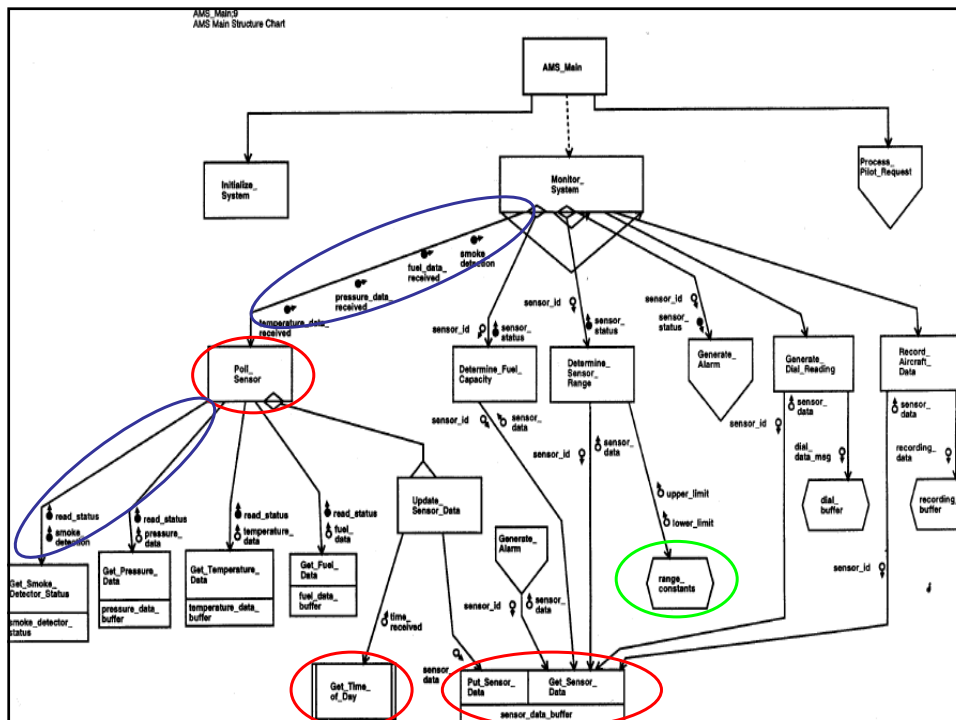 AMS_Main;9
AMS Main Structure Chart
AMS_Main
Initialize_
System
Monitor_
System
Process_
Pilot_Request
smoke_
detection
fuel_data_
received
pressure_data_
received
temperature_data_
received
sensor_id
sensor_
status
sensor_id
sensor_
status
sensor_id
sensor_
status
Poll_
Sensor
Determine_Fuel_
Capacity
Determine_
Sensor_
Range
Generate_
Alarm
Generate_
Dial_Reading
Record_
Aircraft_
Data
sensor_id
sensor_
data
sensor_id
sensor_
data
sensor_id
sensor_
data
dial_
data_msg
sensor_
data
recording_
data
read_status
smoke_
detection
read_status
pressure_
data
read_status
temperature_
data
read_status
fuel_
data
Update_
Sensor_Data
upper_limit
lower_limit
dial_
buffer
recording_
buffer
Get_Smoke_
Detector_Status
smoke_detector_
status
Get_Pressure_
Data
pressure_data_
buffer
Get_Temperature_
Data
temperature_data_
buffer
Get_Fuel_
Data
fuel_data_
buffer
Generate_
Alarm
range_
constants
sensor_id
sensor_
data
sensor_id
time_
received
sensor_
data
Get_Time_
of_Day
Put_Sensor_
Data
Get_Sensor_
Data
sensor_data_buffer